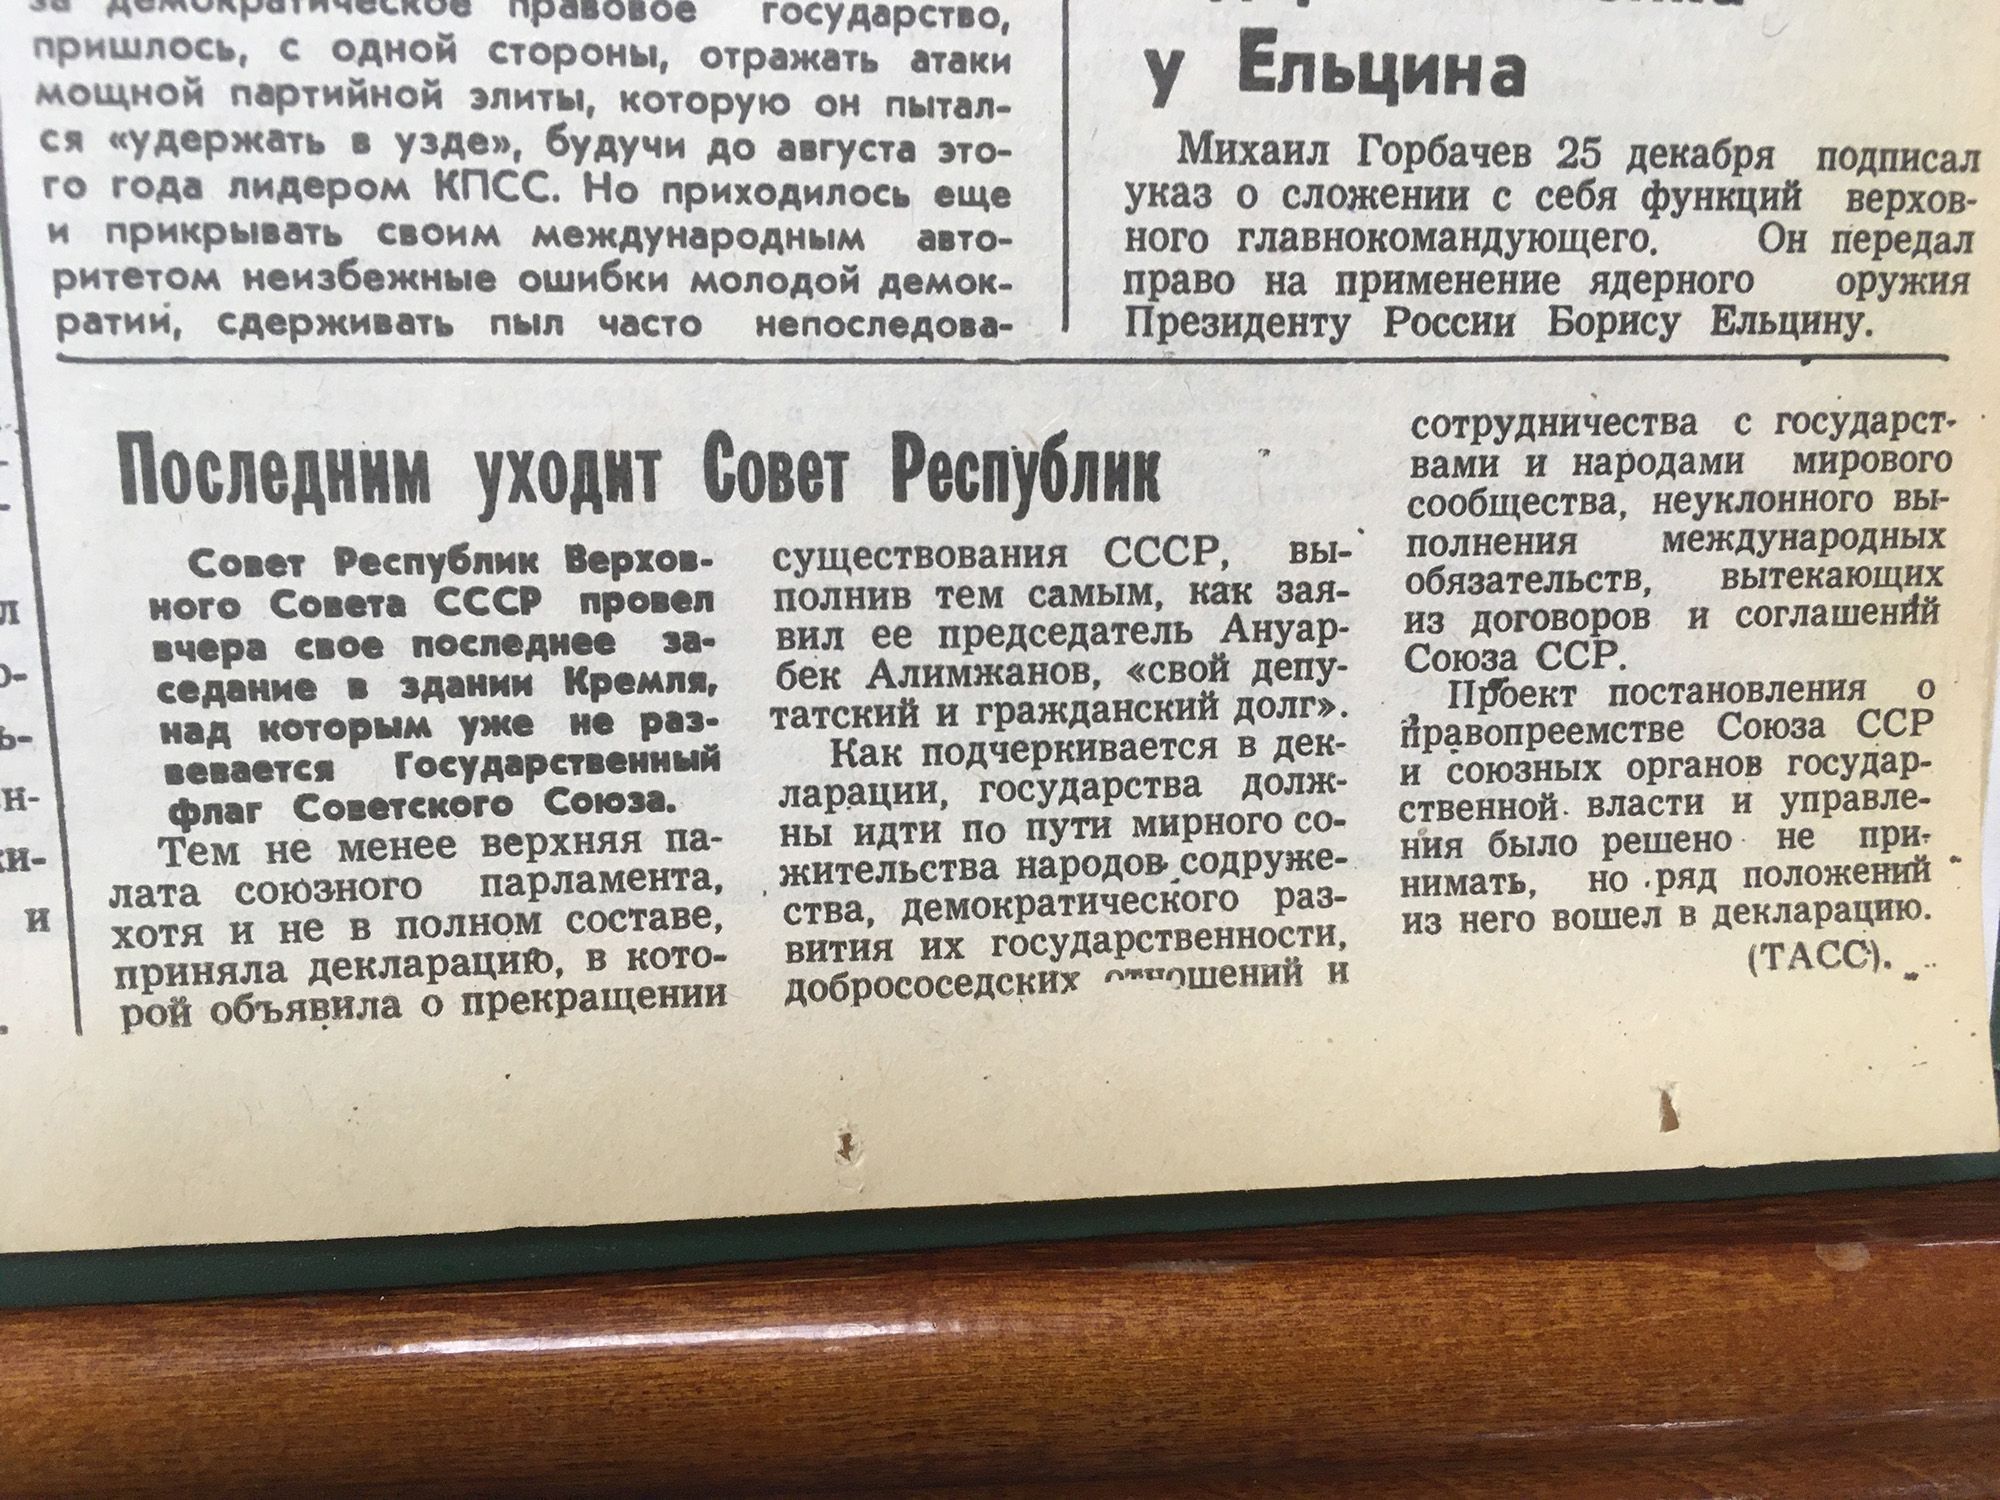 за демократическое правовое государство,
пришлось, с одной стороны, отражать атаки
мощной партийной элиты, которую он пытал-
ся «удержать в узде», будучи до августа это-
го года лидером КПСС. Но приходилось еще
и прикрывать своим международным авто-
ритетом неизбежные ошибки молодой демок-
ратии, сдерживать пыл часто непоследова-
у Ельцина
Михаил Горбачев 25 декабря подписал
указ о сложении с себя функций верхов-
ного главнокомандующего. Он передал
право на применение ядерного оружия
Президенту России Борису Ельцину.
Последним уходит Совет Республик
Совет Республик Верхов-
ного Совета СССР провел
вчера свое последнее за-
седание в здании Кремля,
над которым уже не раз-
вевается Государственный
флаг Советского Союза.
Тем не менее верхняя па-
лата союзного парламента,
хотя и не в полном составе,
приняла декларацию, в кото-
рой объявила о прекращении
существования СССР, вы-
полнив тем самым, как зая-
вил ее председатель Ануар-
бек Алимжанов, «свой депу-
татский и гражданский долг».
Как подчеркивается в дек-
ларации, государства долж-
ны идти по пути мирного со-
жительства народов содруже-
ства, демократического раз-
вития их государственности,
добрососедских отношений и
сотрудничества с государст-
вами и народами мирового
сообщества, неуклонного вы-
полнения международных
обязательств, вытекающих
из договоров и соглашений
Союза ССР.
Проект постановления о
правопреемстве Союза ССР
и союзных органов государ-
ственной власти и управле-
ния было решено не при-
нимать, но ряд положений
из него вошел в декларацию.
(ТАСС).